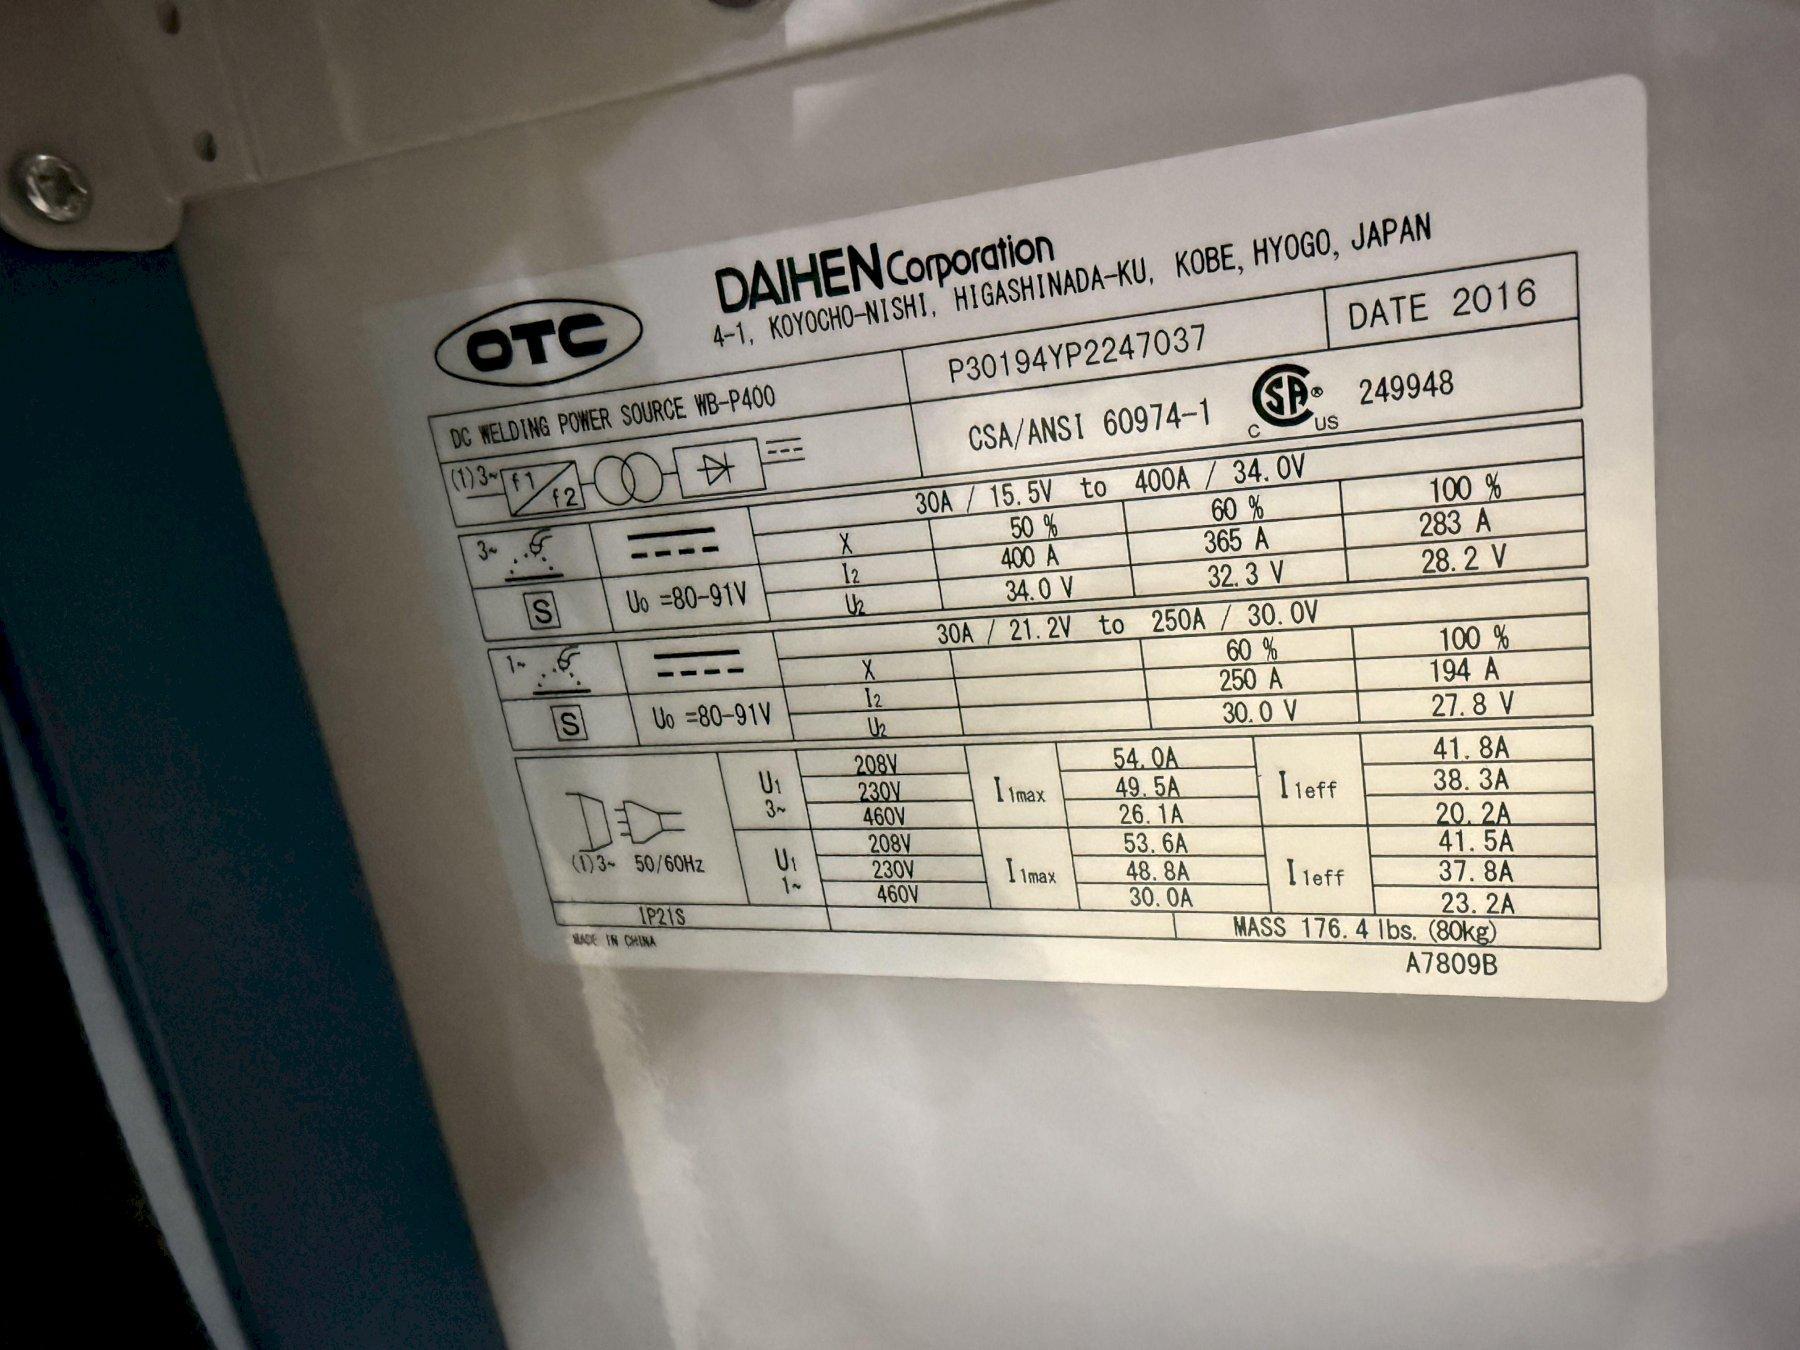 OTC
DAIHEN Corporation
4-1, KOYOCHO-NISHI, HIGASHINADA-KU, KOBE, HYOGO, JAPAN
DC WELDING POWER SOURCE WB-P400 P30194YP2247037 DATE 2016
(1)3~ f1 f2 CSA/ANSI 60974-1 CSA® C US 249948
30A / 15.5V to 400A / 34.0V
3~ X 50 % 60 % 100 %
I2 400 A 365 A 283 A
S U0 =80-91V U2 34.0 V 32.3 V 28.2 V
30A / 21.2V to 250A / 30.0V
1~ X 60 % 100 %
I2 250 A 194 A
S U0 =80-91V U2 30.0 V 27.8 V
U1 3~ 208V I1max 54.0A I1eff 41.8A
230V 49.5A 38.3A
460V 26.1A 20.2A
(1)3~ 50/60Hz U1 1~ 208V I1max 53.6A I1eff 41.5A
230V 48.8A 37.8A
460V 30.0A 23.2A
IP21S MASS 176.4 lbs. (80kg)
MADE IN CHINA A7809B